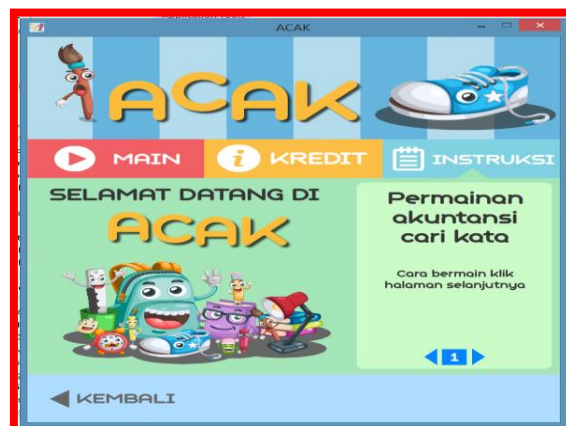 ACAK
ACAK
MAIN
KREDIT
INSTRUKSI
SELAMAT DATANG DI
ACAK
Permainan
akuntansi
cari kata
Cara bermain klik
halaman selanjutnya
1
KEMBALI